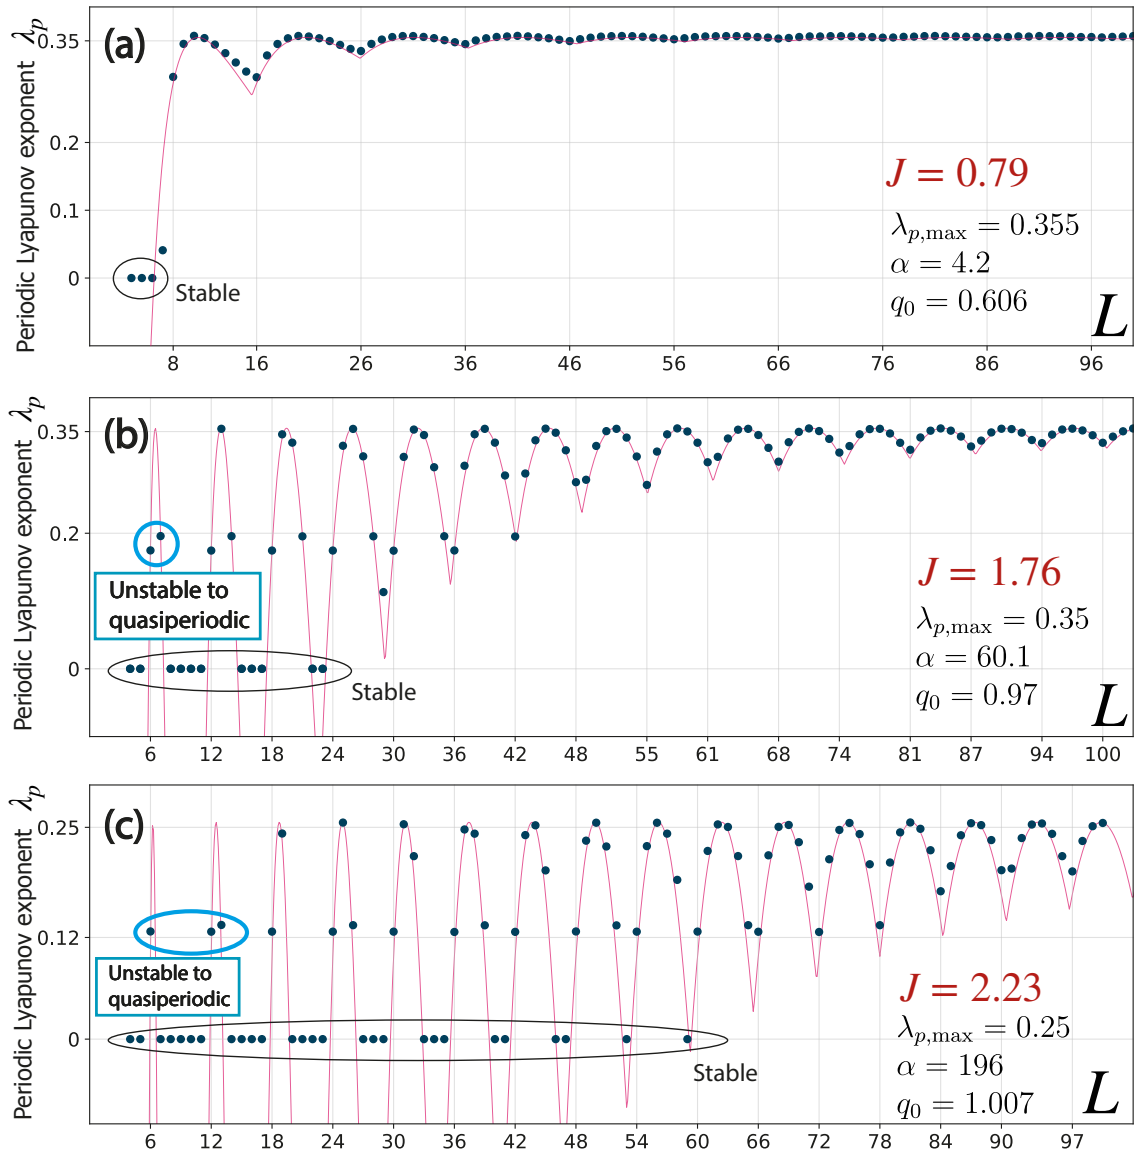 Periodic Lyapunov exponent λp
(a)
0.35
0.2
0.1
0
Stable
J = 0.79
λp,max = 0.355
α = 4.2
q0 = 0.606
L
8 16 26 36 46 56 66 76 86 96
Periodic Lyapunov exponent λp
(b)
0.35
0.2
0
Unstable to
quasiperiodic
Stable
J = 1.76
λp,max = 0.35
α = 60.1
q0 = 0.97
L
6 12 18 24 30 36 42 48 55 61 68 74 81 87 94 100
Periodic Lyapunov exponent λp
(c)
0.25
0.12
0
Unstable to
quasiperiodic
Stable
J = 2.23
λp,max = 0.25
α = 196
q0 = 1.007
L
6 12 18 24 30 36 42 48 54 60 66 72 78 84 90 97